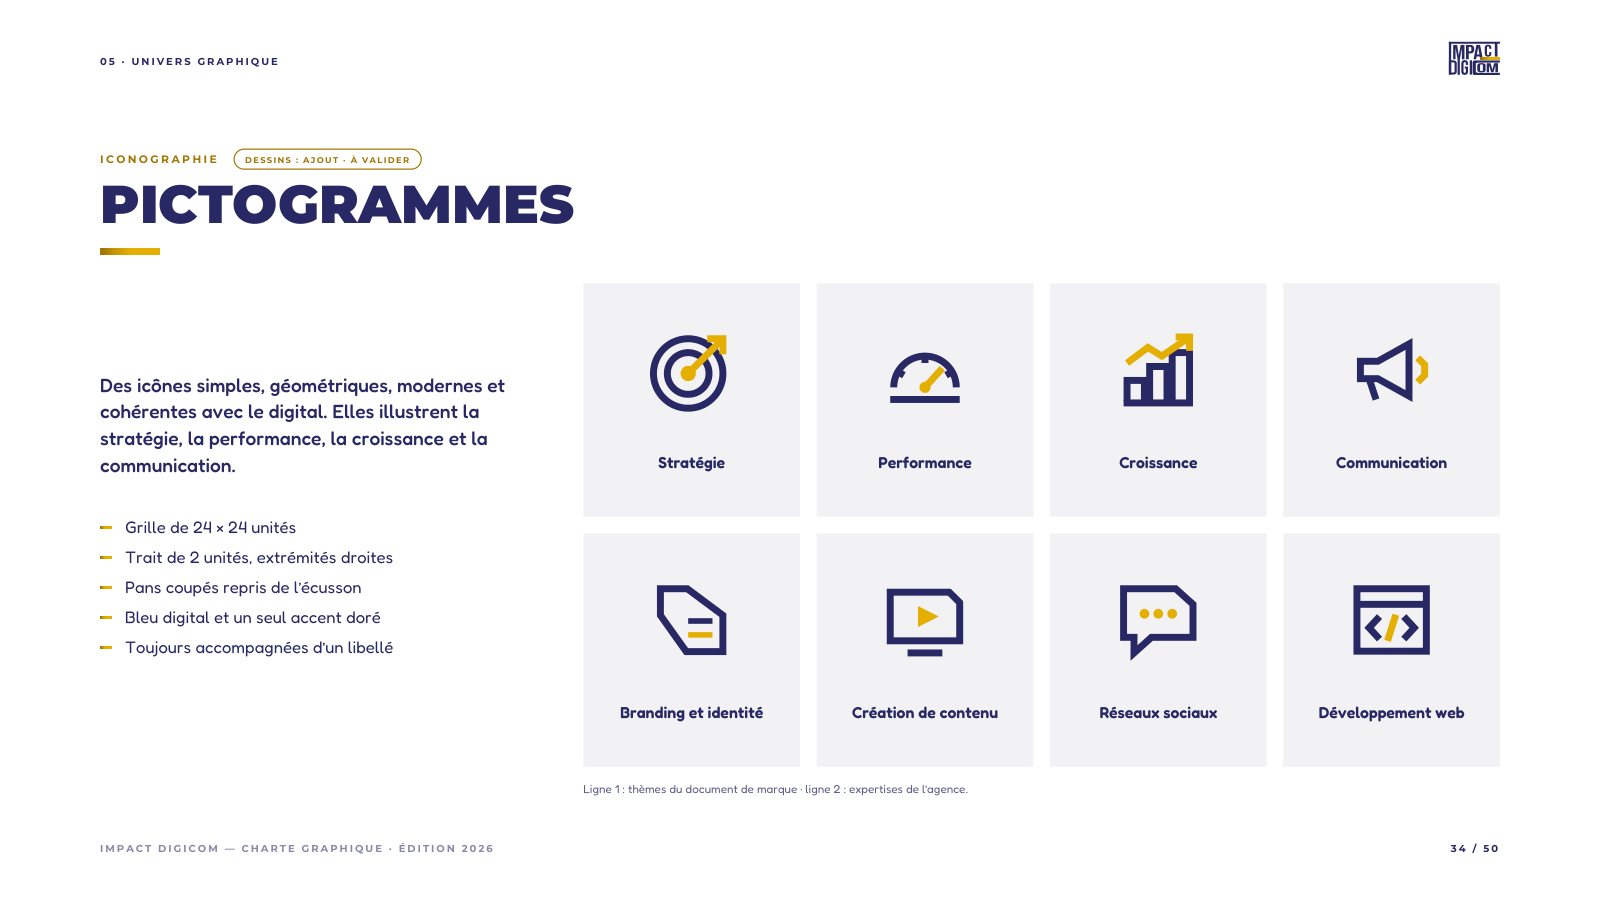 05 · UNIVERS GRAPHIQUE
IMPACT
DIGICOM
ICONOGRAPHIE
DESSINS : AJOUT · À VALIDER
PICTOGRAMMES
Des icônes simples, géométriques, modernes et
cohérentes avec le digital. Elles illustrent la
stratégie, la performance, la croissance et la
communication.
Grille de 24 × 24 unités
Trait de 2 unités, extrémités droites
Pans coupés repris de l’écusson
Bleu digital et un seul accent doré
Toujours accompagnées d’un libellé
Stratégie
Performance
Croissance
Communication
Branding et identité
Création de contenu
Réseaux sociaux
Développement web
Ligne 1 : thèmes du document de marque · ligne 2 : expertises de l’agence.
IMPACT DIGICOM — CHARTE GRAPHIQUE · ÉDITION 2026
34 / 50